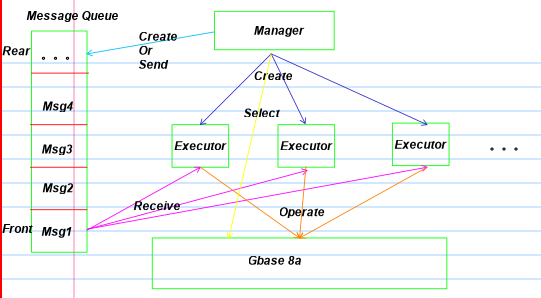 Message Queue
Manager
Create
Or
Send
Rear
. . .
Create
Msg4
Select
Msg3
Executor
Executor
Executor
. . .
Msg2
Receive
Operate
Front
Msg1
Gbase 8a